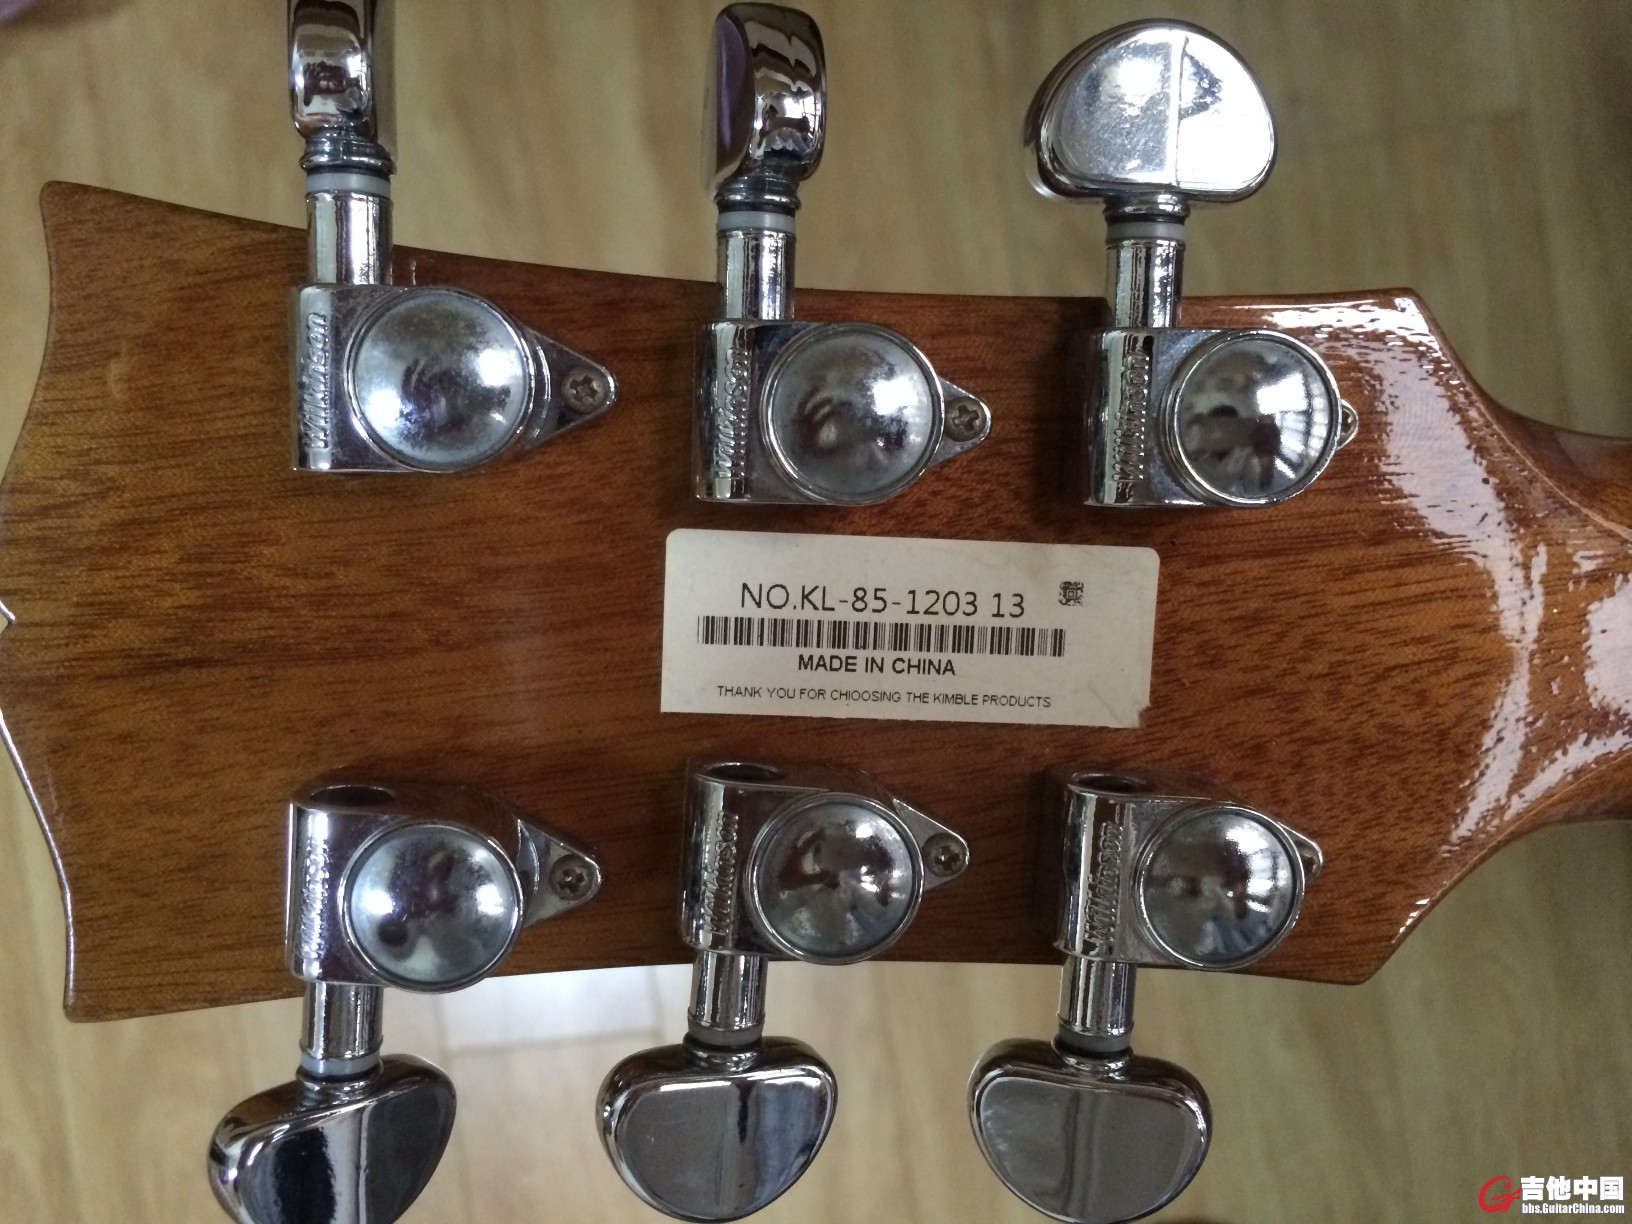 Wilkinson
Wilkinson
Wilkinson
NO.KL-85-1203 13
MADE IN CHINA
THANK YOU FOR CHIOOSING THE KIMBLE PRODUCTS
Wilkinson
Wilkinson
Wilkinson
吉他中国
bbs.GuitarChina.com